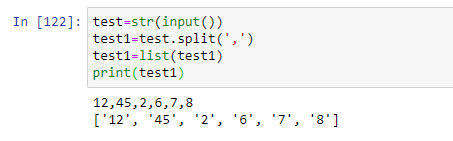 In [122]: test=str(input())
test1=test.split(',')
test1=list(test1)
print(test1)
12,45,2,6,7,8
['12', '45', '2', '6', '7', '8']